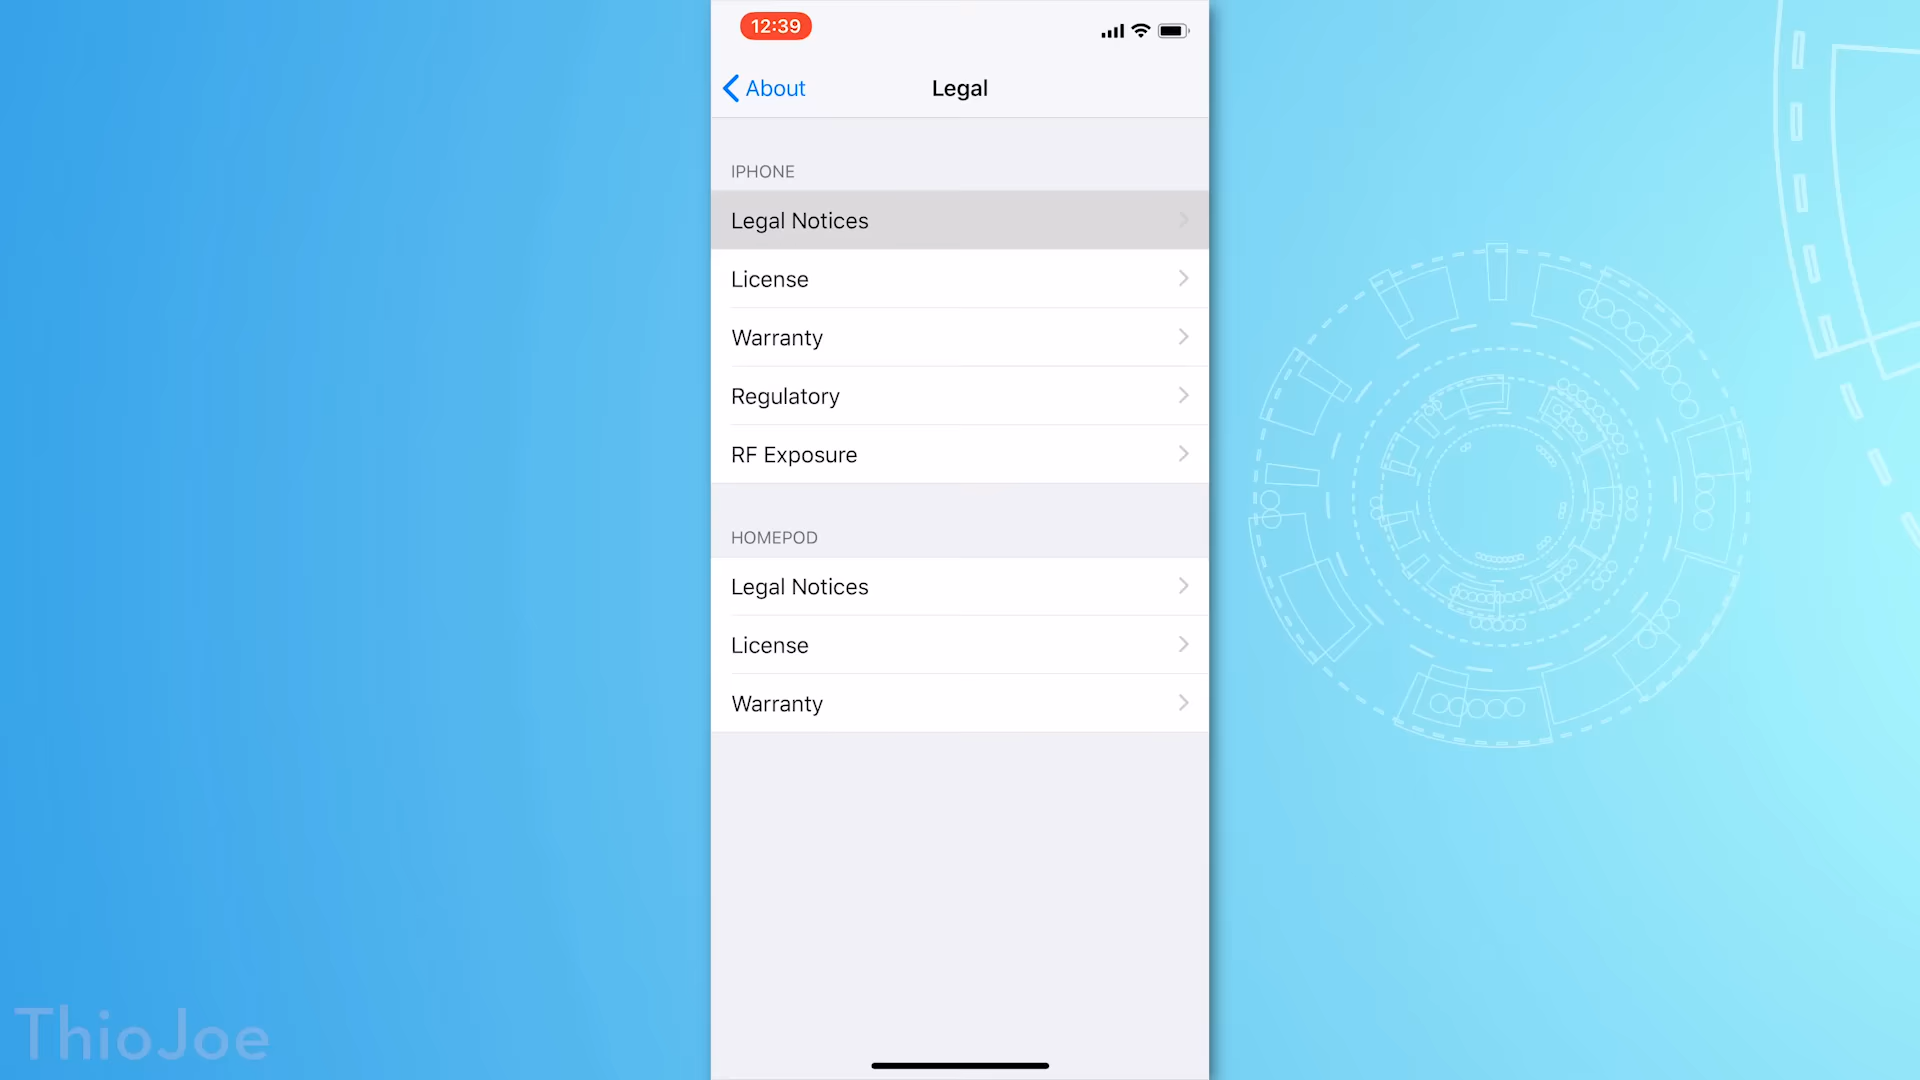 12:39
About
Legal
IPHONE
Legal Notices
License
Warranty
Regulatory
RF Exposure
HOMEPOD
Legal Notices
License
Warranty
ThioJoe